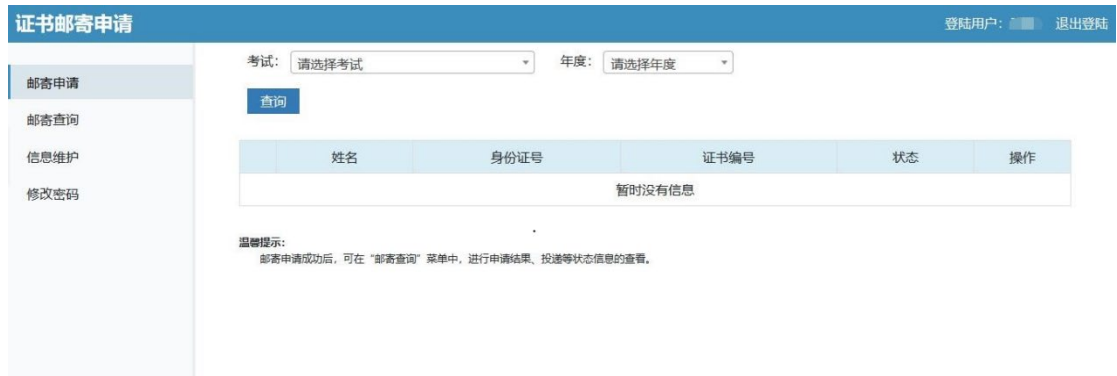 证书邮寄申请 登陆用户： 退出登陆
考试： 请选择考试 年度： 请选择年度
邮寄申请
查询
邮寄查询
信息维护
姓名 身份证号 证书编号 状态 操作
修改密码
暂时没有信息
温馨提示：
邮寄申请成功后，可在“邮寄查询”菜单中，进行申请结果、投递等状态信息的查看。